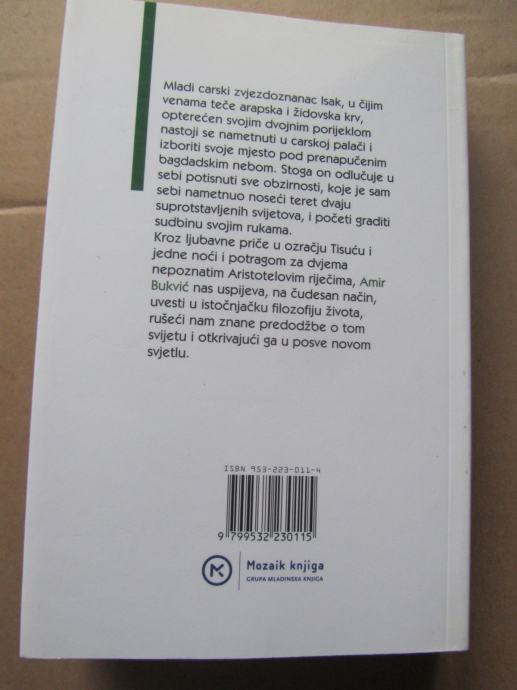 Mladi carski zvjezdoznanac Isak, u čijim
venama teče arapska i židovska krv,
opterećen svojim dvojnim porijeklom
nastoji se nametnuti u carskoj palači i
izboriti svoje mjesto pod prenapučenim
bagdadskim nebom. Stoga on odlučuje u
sebi potisnuti sve obzirnosti, koje je sam
sebi nametnuo noseći teret dvaju
suprotstavljenih svijetova, i početi graditi
sudbinu svojim rukama.
Kroz ljubavne priče u ozračju Tisuću i
jedne noći i potragom za dvjema
nepoznatim Aristotelovim riječima, Amir
Bukvić nas uspijeva, na čudesan način,
uvesti u istočnjačku filozofiju života,
rušeći nam znane predodžbe o tom
svijetu i otkrivajući ga u posve novom
svjetlu.
ISBN 953-223-011-4
9 799532 230115
Mozaik knjiga
GRUPA MLADINSKA KNJIGA